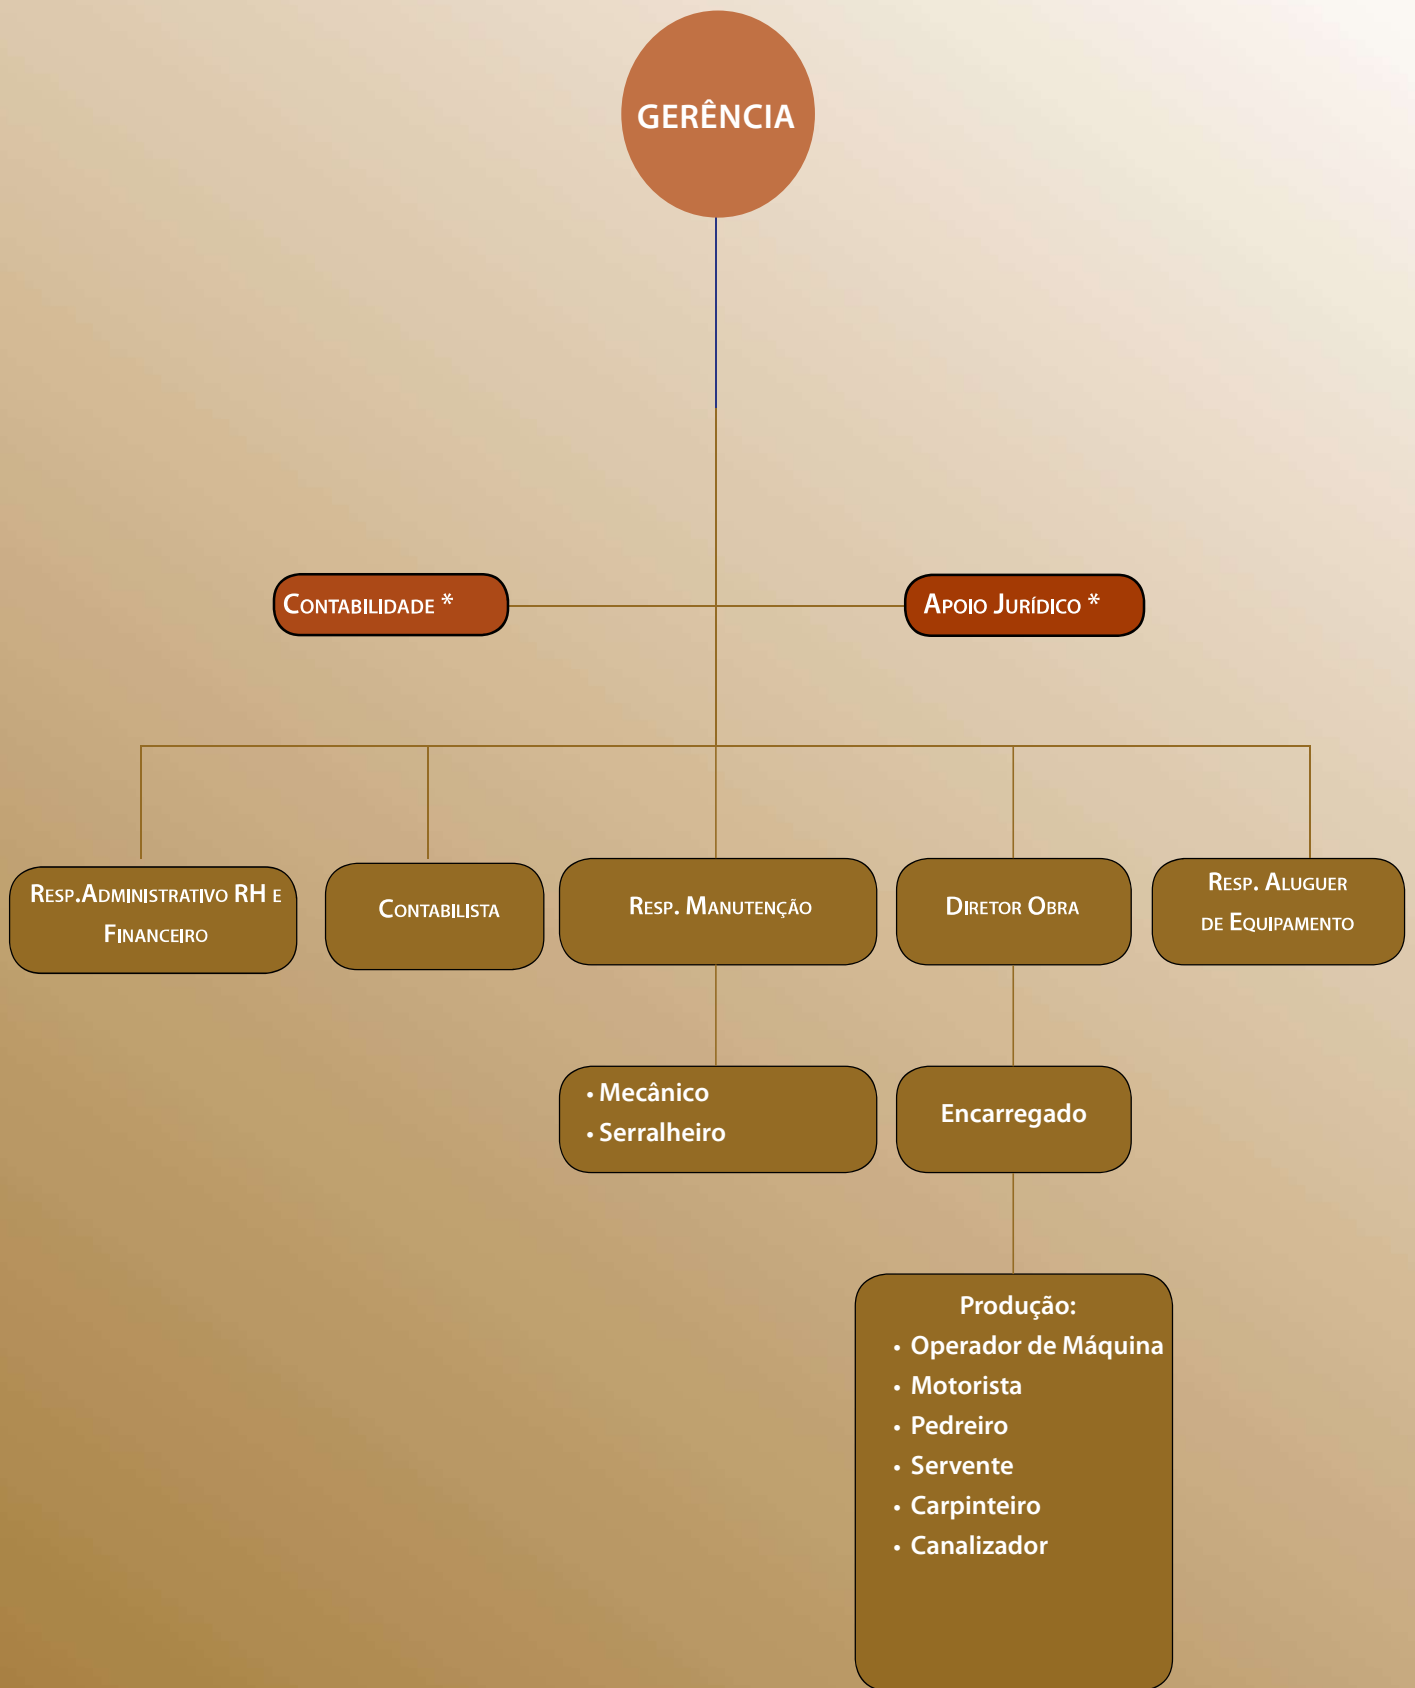 GERÊNCIA
Contabilidade *
Apoio Jurídico *
Resp.Administrativo RH e
Financeiro
Contabilista
Resp. Manutenção
Diretor Obra
Resp. Aluguer
de Equipamento
• Mecânico
• Serralheiro
Encarregado
Produção:
• Operador de Máquina
• Motorista
• Pedreiro
• Servente
• Carpinteiro
• Canalizador